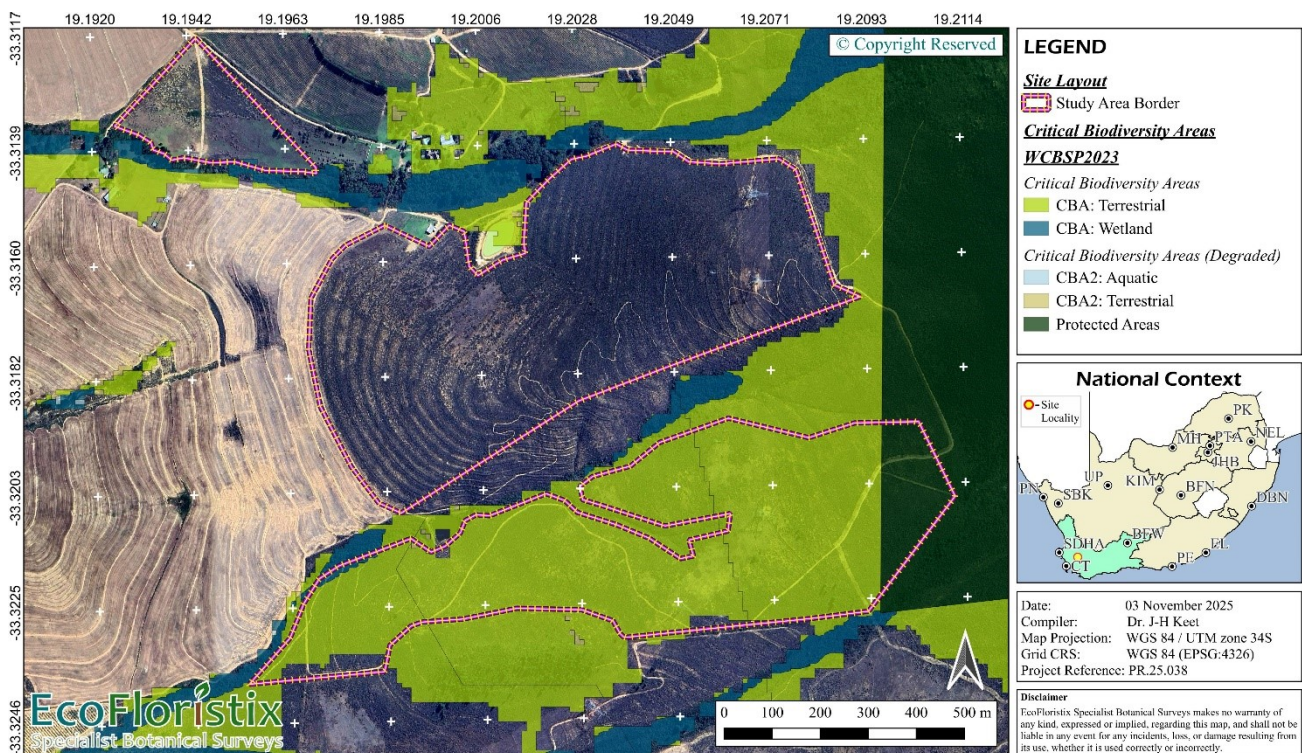 19.1920 19.1942 19.1963 19.1985 19.2006 19.2028 19.2049 19.2071 19.2093 19.2114
-33.3117
-33.3139
-33.3160
-33.3182
-33.3203
-33.3225
-33.3246
© Copyright Reserved
EcoFloristix
Specialist Botanical Surveys
0 100 200 300 400 500 m
LEGEND
Site Layout
Study Area Border
Critical Biodiversity Areas
WCBSP2023
Critical Biodiversity Areas
CBA: Terrestrial
CBA: Wetland
Critical Biodiversity Areas (Degraded)
CBA2: Aquatic
CBA2: Terrestrial
Protected Areas
National Context
- Site
Locality
PK
MH
PTA
NEL
JHB
UP
KIM
BFN
PN
SBK
DBN
SDHA
BFW
EL
CT
PE
Date: 03 November 2025
Compiler: Dr. J-H Keet
Map Projection: WGS 84 / UTM zone 34S
Grid CRS: WGS 84 (EPSG:4326)
Project Reference: PR.25.038
Disclaimer
EcoFloristix Specialist Botanical Surveys makes no warranty of
any kind, expressed or implied, regarding this map, and shall not be
liable in any event for any incidents, loss, or damage resulting from
its use, whether it is used correctly or incorrectly.